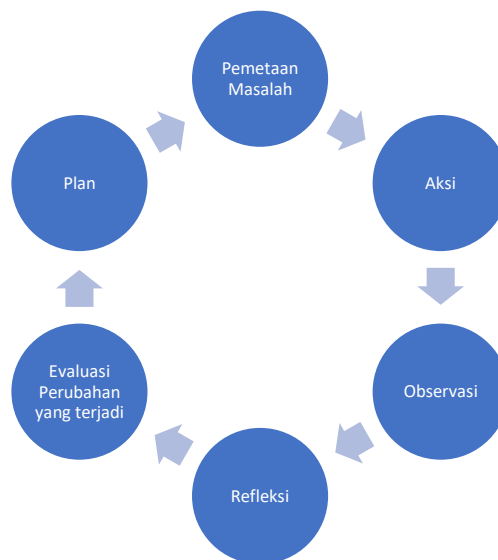 Pemetaan
Masalah
Aksi
Observasi
Refleksi
Evaluasi
Perubahan
yang terjadi
Plan